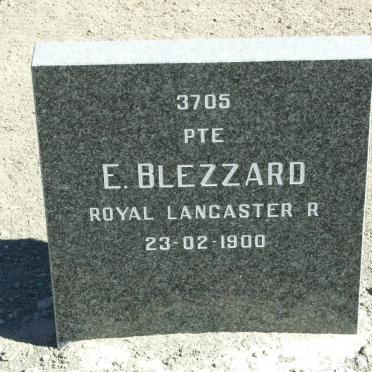 3705
PTE
E. BLEZZARD
ROYAL LANCASTER R
23-02-1900